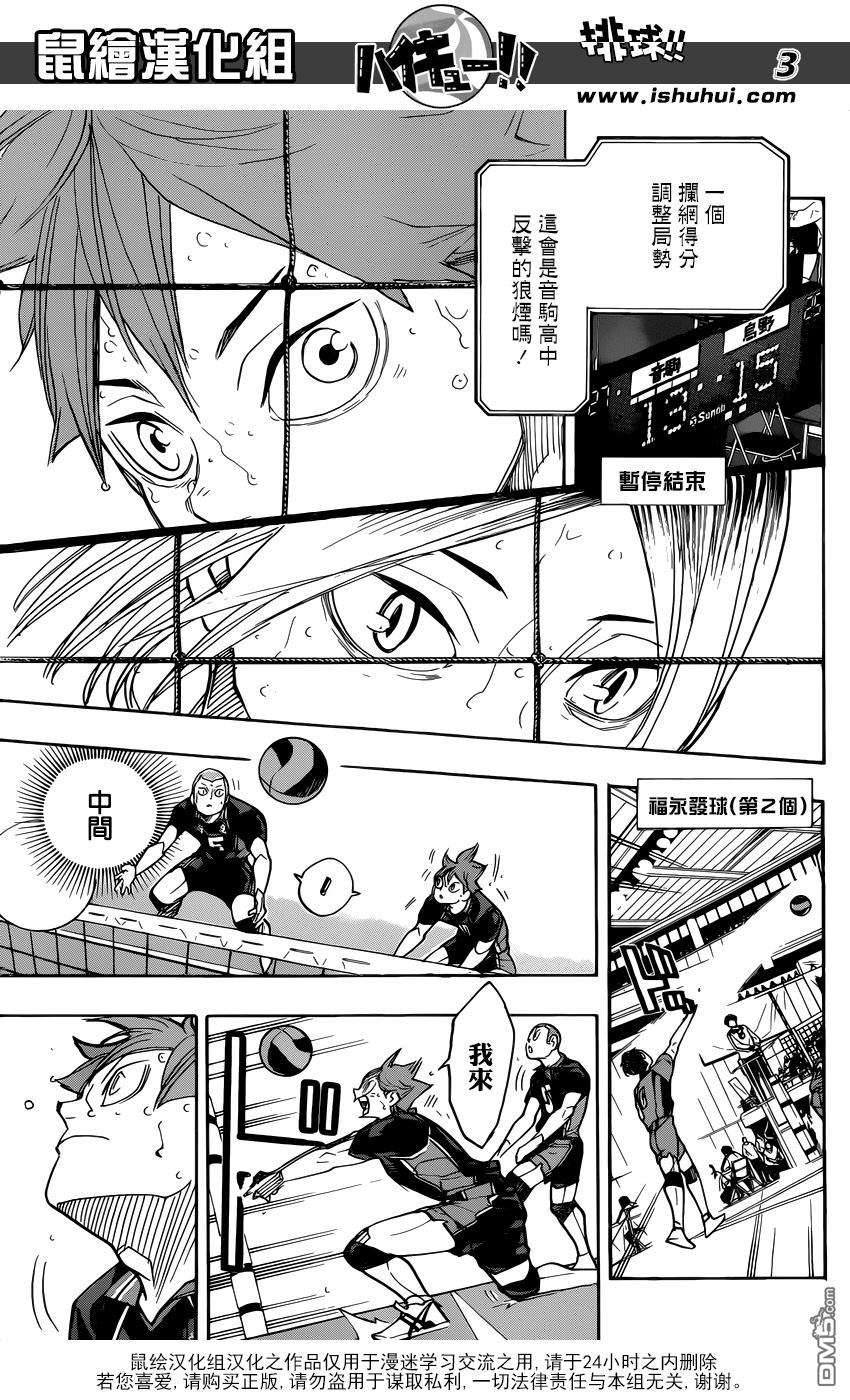 鼠繪漢化組
ハイキュー!!
排球!!
3
www.ishuhui.com
一個
攔網得分
調整局勢
這會是音駒高中
反擊的狼煙嗎！
音駒
烏野
15
暫停結束
福永發球(第2個)
中間
！
5
我來
鼠绘汉化组汉化之作品仅用于漫迷学习交流之用, 请于24小时之内删除
若您喜爱, 请购买正版, 请勿盗用于谋取私利, 一切法律责任与本组无关, 谢谢。
DM5.com